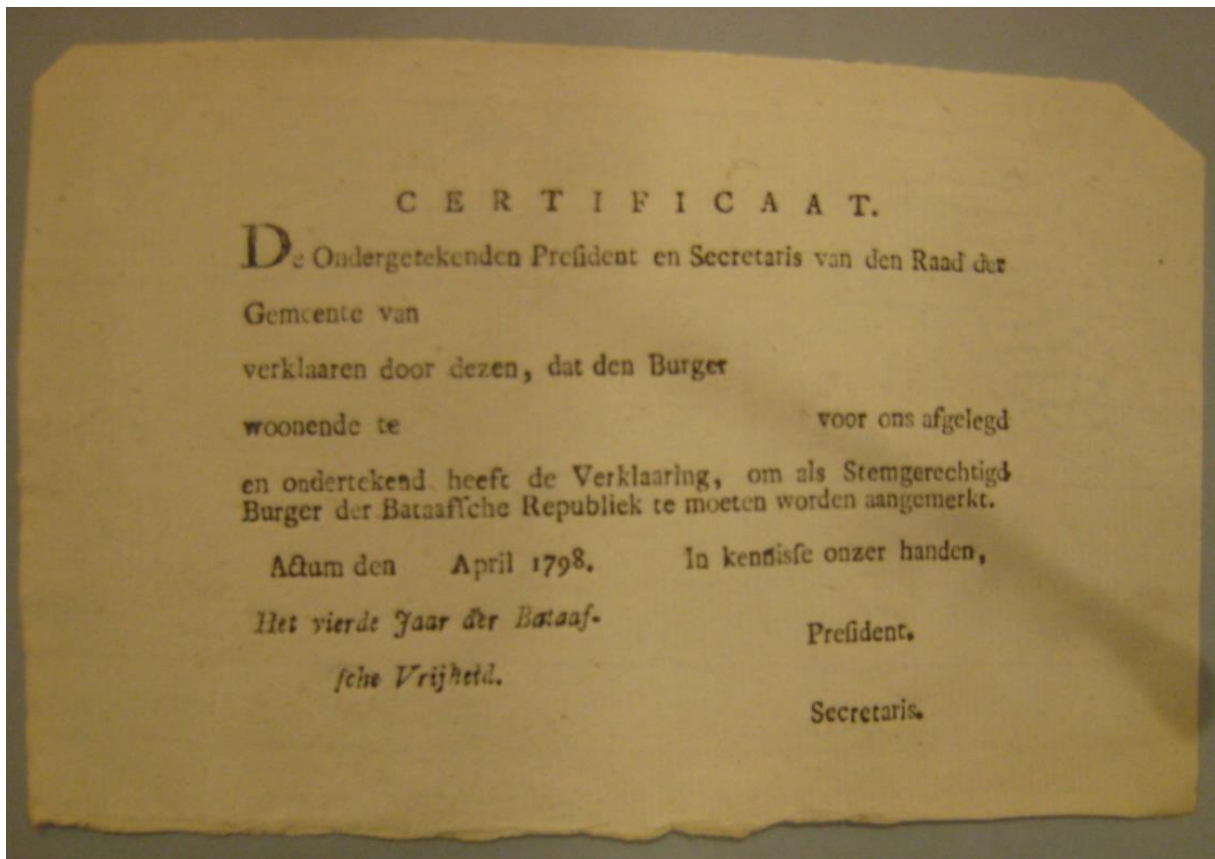 CERTIFICAAT.
De Ondergetekenden Preſident en Secretaris van den Raad der
Gemeente van
verklaaren door dezen, dat den Burger
woonende te voor ons afgelegd
en ondertekend heeft de Verklaaring, om als Stemgerechtigd
Burger der Bataafſche Republiek te moeten worden aangemerkt.
Actum den April 1798. In kennisſe onzer handen,
Het vierde Jaar der Bataaf-
ſche Vrijheid.
Preſident.
Secretaris.